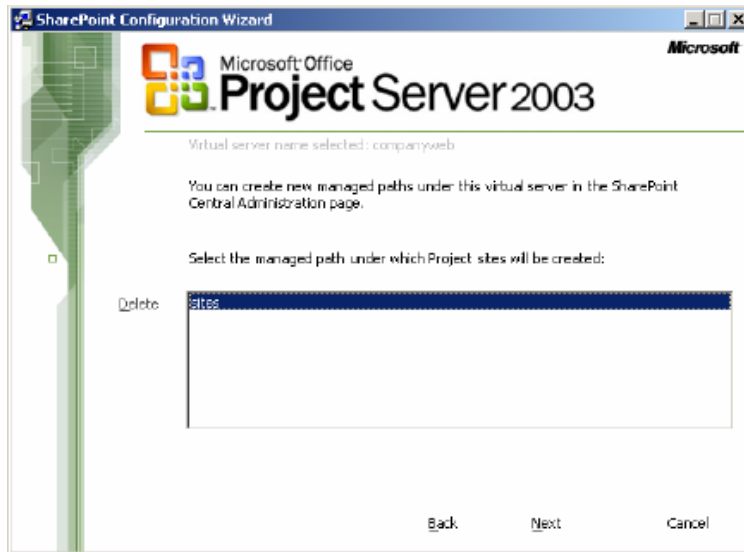 SharePoint Configuration Wizard
Microsoft
Microsoft Office
Project Server 2003
Virtual server name selected: companyweb
You can create new managed paths under this virtual server in the SharePoint
Central Administration page.
Select the managed path under which Project sites will be created:
Delete
sites
Back Next Cancel